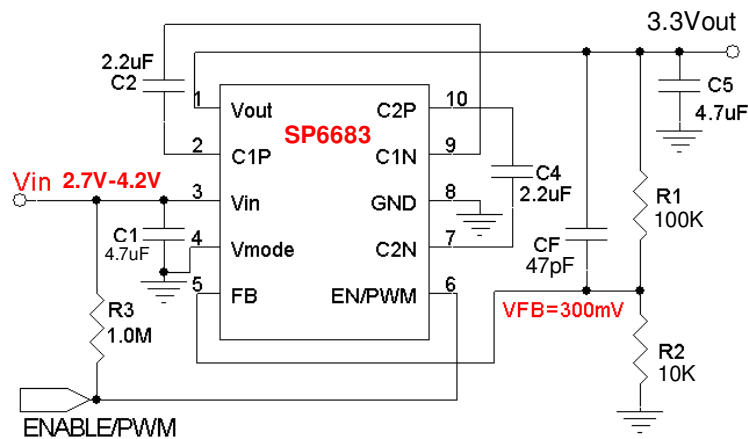 3.3Vout
2.2uF
C2
C5
4.7uF
1
Vout
C2P
10
SP6683
2
C1P
C1N
9
C4
2.2uF
Vin 2.7V-4.2V
3
Vin
GND
8
R1
100K
C1
4.7uF
4
Vmode
C2N
7
CF
47pF
5
FB
EN/PWM
6
VFB=300mV
R3
1.0M
R2
10K
ENABLE/PWM